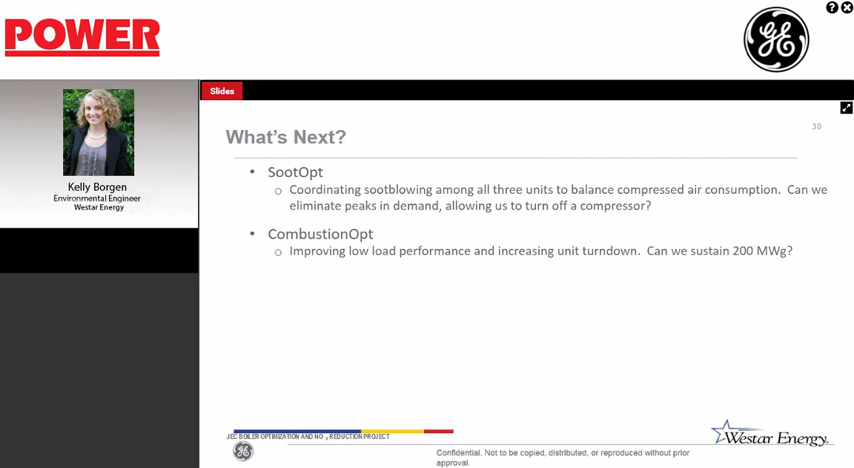 POWER
GE
Kelly Borgen
Environmental Engineer
Westar Energy
Slides
30
What's Next?
• SootOpt
o Coordinating sootblowing among all three units to balance compressed air consumption. Can we
eliminate peaks in demand, allowing us to turn off a compressor?
• CombustionOpt
o Improving low load performance and increasing unit turndown. Can we sustain 200 MWg?
JEC BOILER OPTIMIZATION AND NOX REDUCTION PROJECT
GE
Confidential. Not to be copied, distributed, or reproduced without prior
approval.
Westar Energy.